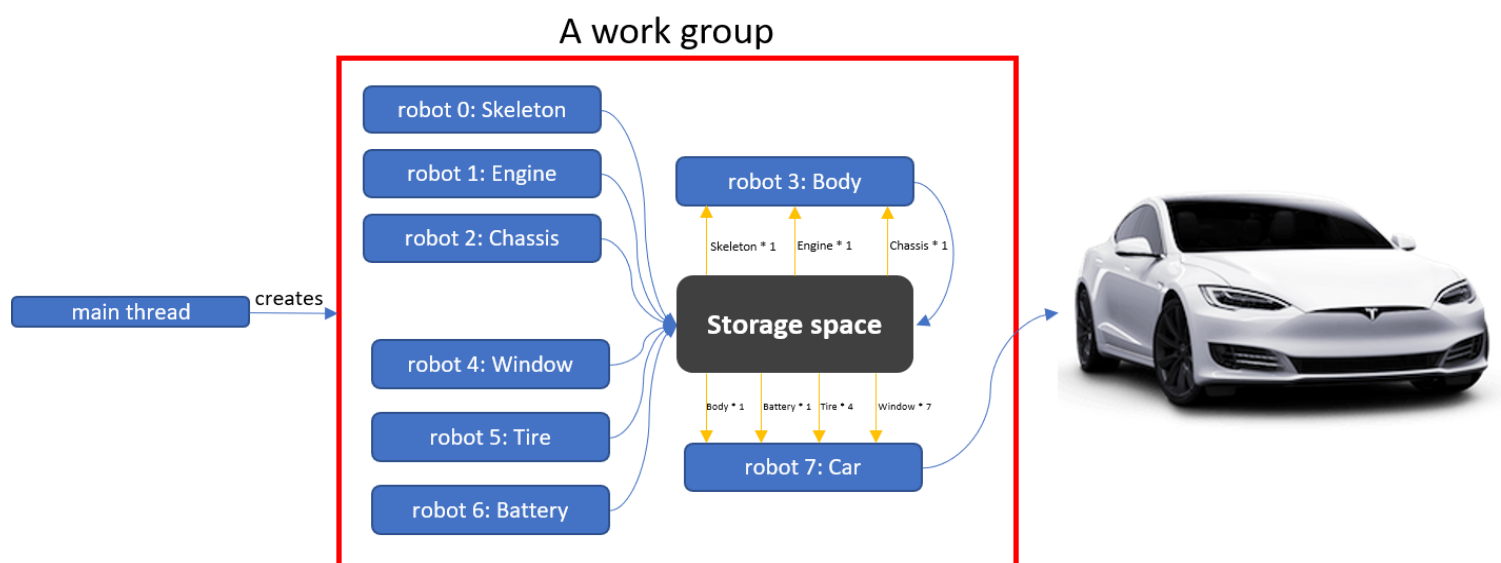 A work group
robot 0: Skeleton
robot 1: Engine
robot 2: Chassis
robot 3: Body
Skeleton * 1
Engine * 1
Chassis * 1
main thread
creates
Storage space
robot 4: Window
robot 5: Tire
robot 6: Battery
Body * 1
Battery * 1
Tire * 4
Window * 7
robot 7: Car